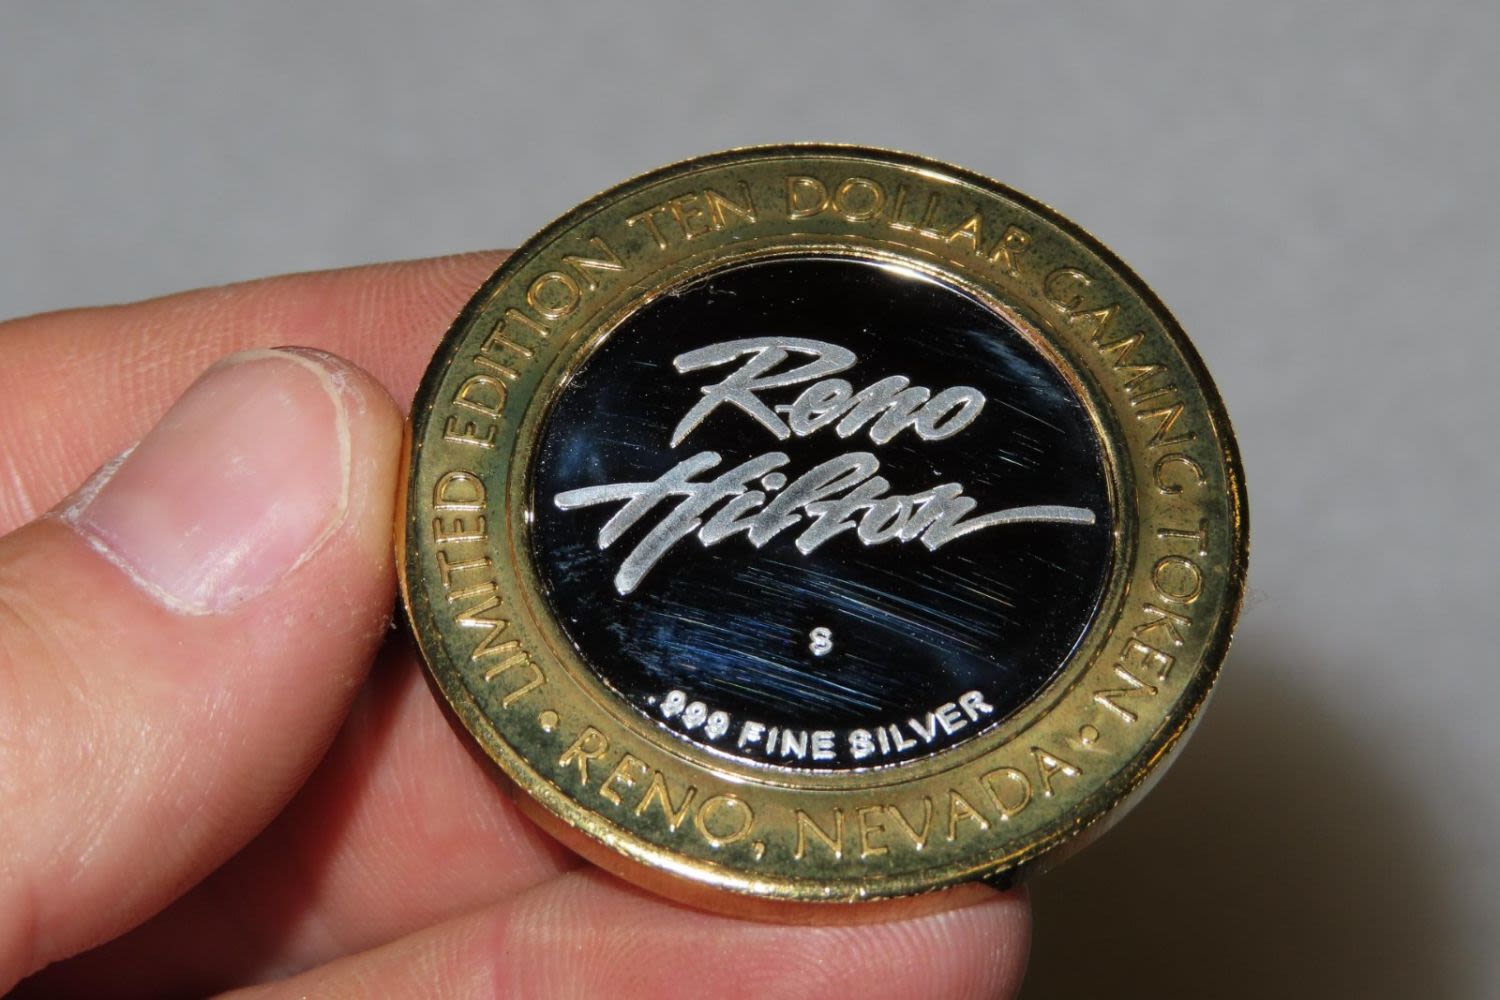 LIMITED EDITION TEN DOLLAR GAMING TOKEN
Reno
Hilton
S
.999 FINE SILVER
• RENO, NEVADA •